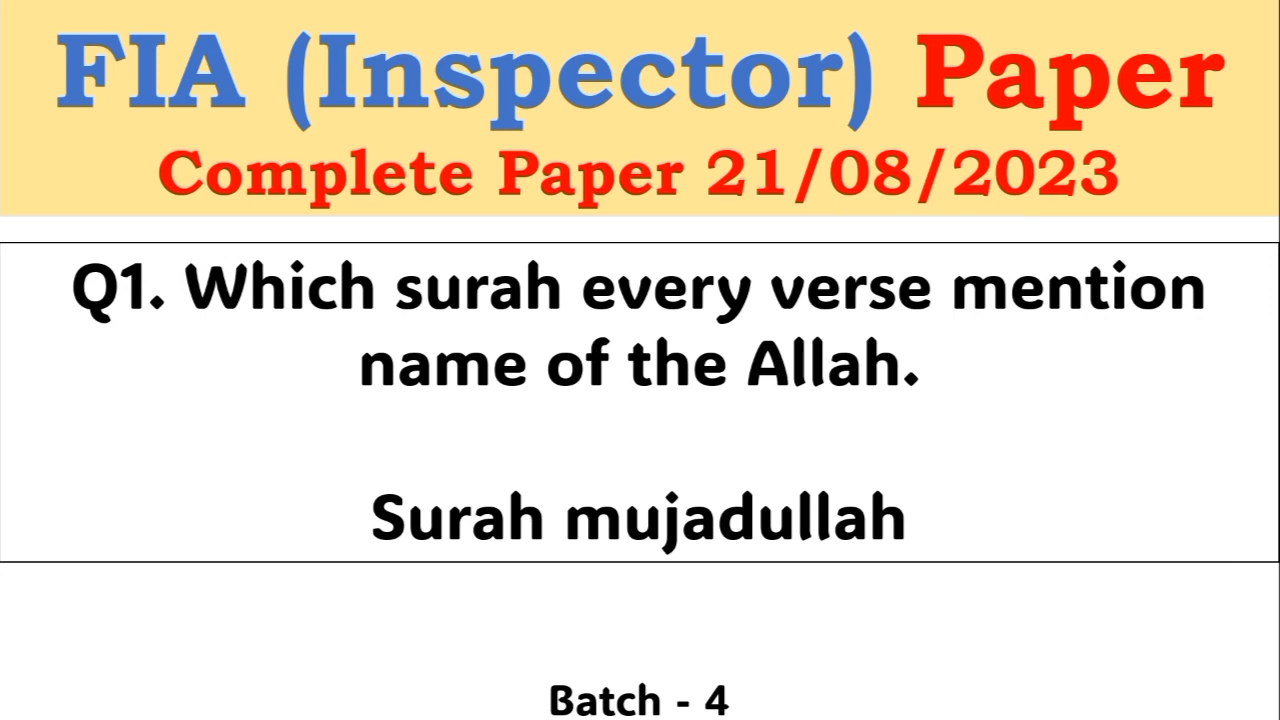 FIA (Inspector) Paper
Complete Paper 21/08/2023
Q1. Which surah every verse mention
name of the Allah.
Surah mujadullah
Batch - 4